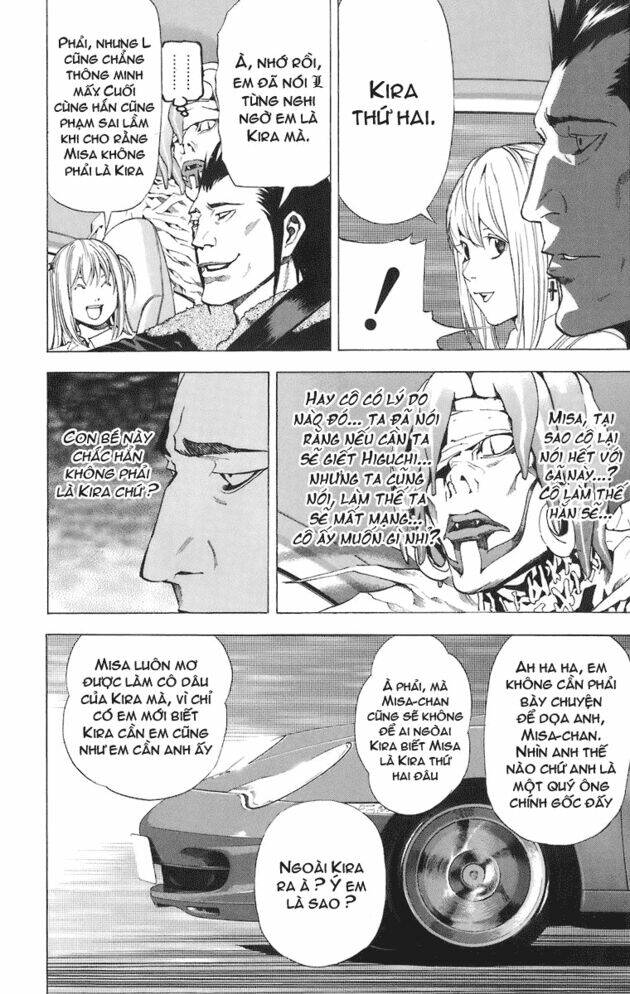 KIRA
THỨ HAI.
!
À, NHỚ RỒI,
EM ĐÃ NÓI L
TỪNG NGHI
NGỜ EM LÀ
KIRA MÀ.
.........
PHẢI, NHƯNG L
CŨNG CHẲNG
THÔNG MINH
MẤY CUỐI
CÙNG HẮN CŨNG
PHẠM SAI LẦM
KHI CHO RẰNG
MISA KHÔNG
PHẢI LÀ KIRA
MISA, TẠI
SAO CÔ LẠI
NÓI HẾT VỚI
GÃ NÀY...?
CÔ LÀM THẾ
HẮN SẼ...
HAY CÔ CÓ LÝ DO
NÀO ĐÓ... TA ĐÃ NÓI
RẰNG NẾU CẦN TA
SẼ GIẾT HIGUCHI...
NHƯNG TA CŨNG
NÓI, LÀM THẾ TA
SẼ MẤT MẠNG...
CÔ ẤY MUỐN GÌ NHỈ?
CON BÉ NÀY
CHẮC HẲN
KHÔNG PHẢI
LÀ KIRA CHỨ?
AH HA HA, EM
KHÔNG CẦN PHẢI
BÀY CHUYỆN
ĐỂ DỌA ANH,
MISA-CHAN.
NHÌN ANH THẾ
NÀO CHỨ ANH LÀ
MỘT QUÝ ÔNG
CHÍNH GỐC ĐẤY
À PHẢI, MÀ
MISA-CHAN
CŨNG SẼ KHÔNG
ĐỂ AI NGOÀI
KIRA BIẾT MISA
LÀ KIRA THỨ
HAI ĐÂU
MISA LUÔN MƠ
ĐƯỢC LÀM CÔ DÂU
CỦA KIRA MÀ, VÌ CHỈ
CÓ EM MỚI BIẾT
KIRA CẦN EM CŨNG
NHƯ EM CẦN ANH ẤY
NGOÀI KIRA
RA À? Ý EM
LÀ SAO?